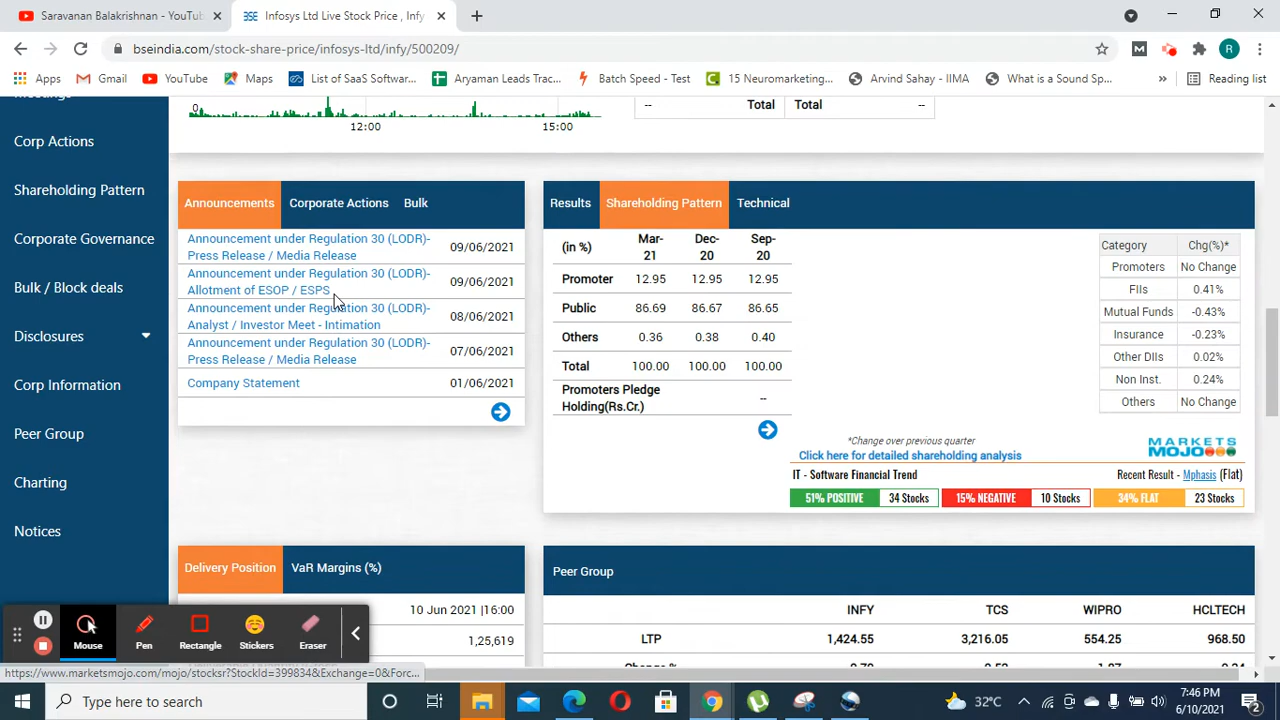 Saravanan Balakrishnan - YouTu
Infosys Ltd Live Stock Price , Infy
bseindia.com/stock-share-price/infosys-ltd/infy/500209/
R
Apps
Gmail
YouTube
Maps
List of SaaS Softwar...
Aryaman Leads Trac...
Batch Speed - Test
15 Neuromarketing...
Arvind Sahay - IIMA
What is a Sound Sp...
»
Reading list
Meetings
Corp Actions
Shareholding Pattern
Corporate Governance
Bulk / Block deals
Disclosures
Corp Information
Peer Group
Charting
Notices
0
12:00 15:00
-- Total Total --
Announcements Corporate Actions Bulk
Announcement under Regulation 30 (LODR)-
Press Release / Media Release 09/06/2021
Announcement under Regulation 30 (LODR)-
Allotment of ESOP / ESPS 09/06/2021
Announcement under Regulation 30 (LODR)-
Analyst / Investor Meet - Intimation 08/06/2021
Announcement under Regulation 30 (LODR)-
Press Release / Media Release 07/06/2021
Company Statement 01/06/2021
Results Shareholding Pattern Technical
(in %) Mar-21 Dec-20 Sep-20
Promoter 12.95 12.95 12.95
Public 86.69 86.67 86.65
Others 0.36 0.38 0.40
Total 100.00 100.00 100.00
Promoters Pledge
Holding(Rs.Cr.) --
Category Chg(%)*
Promoters No Change
FIIs 0.41%
Mutual Funds -0.43%
Insurance -0.23%
Other DIIs 0.02%
Non Inst. 0.24%
Others No Change
*Change over previous quarter
Click here for detailed shareholding analysis
MARKETS
MOJO
IT - Software Financial Trend
Recent Result - Mphasis (Flat)
51% POSITIVE 34 Stocks 15% NEGATIVE 10 Stocks 34% FLAT 23 Stocks
Delivery Position VaR Margins (%)
10 Jun 2021 |16:00
1,25,619
Peer Group
INFY TCS WIPRO HCLTECH
LTP 1,424.55 3,216.05 554.25 968.50
Mouse Pen Rectangle Stickers Eraser
https://www.marketsmojo.com/mojo/stocksr?StockId=399834&Exchange=0&Forc...
Type here to search
32°C
7:46 PM
6/10/2021
2